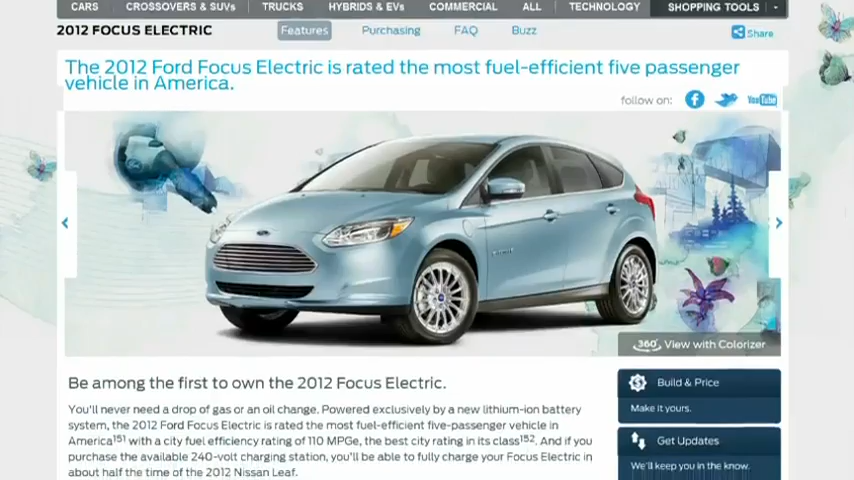 CARS CROSSOVERS & SUVs TRUCKS HYBRIDS & EVs COMMERCIAL ALL TECHNOLOGY SHOPPING TOOLS
2012 FOCUS ELECTRIC Features Purchasing FAQ Buzz Share
The 2012 Ford Focus Electric is rated the most fuel-efficient five passenger
vehicle in America.
follow on: YouTube
360° View with Colorizer
Be among the first to own the 2012 Focus Electric.
You'll never need a drop of gas or an oil change. Powered exclusively by a new lithium-ion battery
system, the 2012 Ford Focus Electric is rated the most fuel-efficient five-passenger vehicle in
America151 with a city fuel efficiency rating of 110 MPGe, the best city rating in its class152. And if you
purchase the available 240-volt charging station, you'll be able to fully charge your Focus Electric in
about half the time of the 2012 Nissan Leaf.
Build & Price
Make it yours.
Get Updates
We'll keep you in the know.